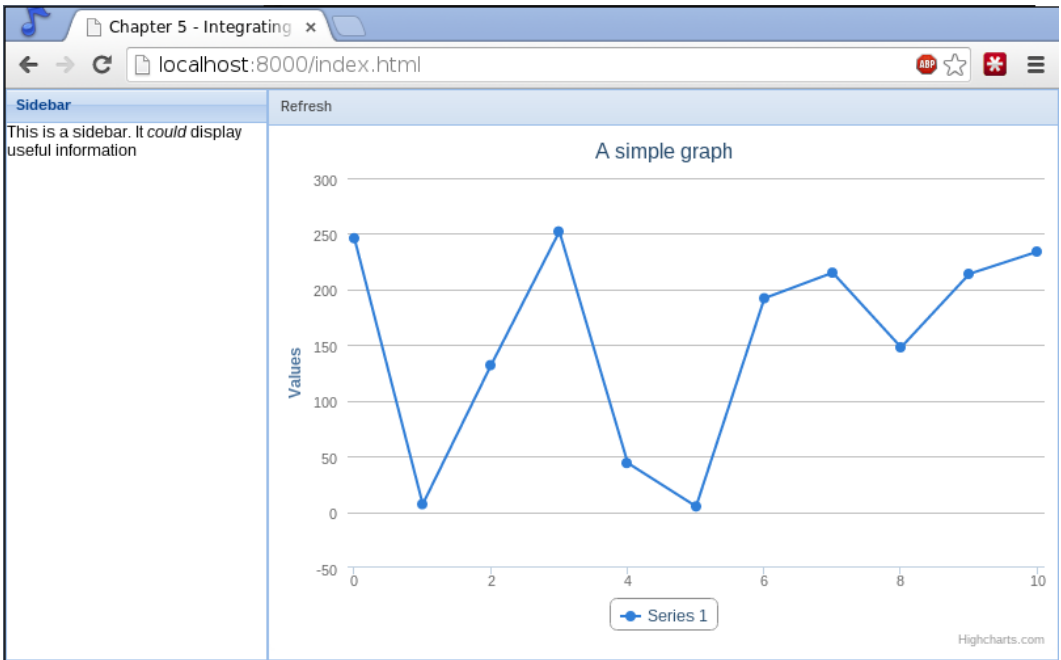 Chapter 5 - Integrating
localhost:8000/index.html
ABP
Sidebar
Refresh
This is a sidebar. It could display
useful information
A simple graph
300
250
200
150
100
50
0
-50
Values
0 2 4 6 8 10
Series 1
Highcharts.com